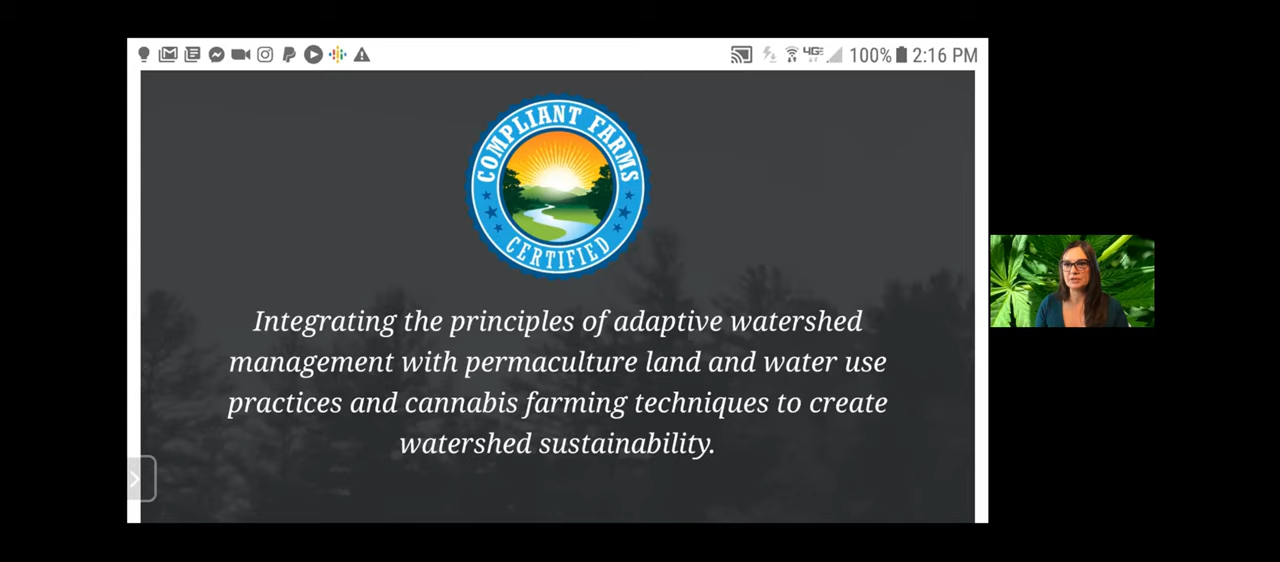 4GE 100% 2:16 PM
COMPLIANT FARMS
CERTIFIED
Integrating the principles of adaptive watershed
management with permaculture land and water use
practices and cannabis farming techniques to create
watershed sustainability.